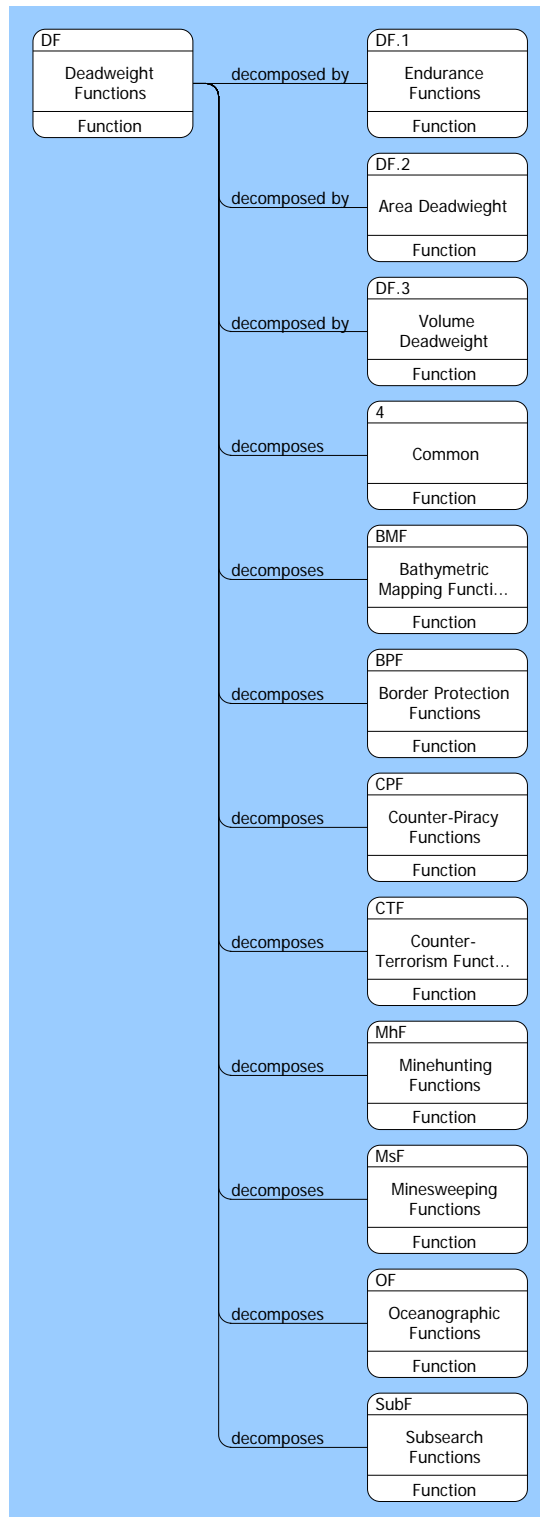 DF
Deadweight
Functions
Function
decomposed by
DF.1
Endurance
Functions
Function
decomposed by
DF.2
Area Deadwieght
Function
decomposed by
DF.3
Volume
Deadweight
Function
decomposes
4
Common
Function
decomposes
BMF
Bathymetric
Mapping Functi...
Function
decomposes
BPF
Border Protection
Functions
Function
decomposes
CPF
Counter-Piracy
Functions
Function
decomposes
CTF
Counter-
Terrorism Funct...
Function
decomposes
MhF
Minehunting
Functions
Function
decomposes
MsF
Minesweeping
Functions
Function
decomposes
OF
Oceanographic
Functions
Function
decomposes
SubF
Subsearch
Functions
Function